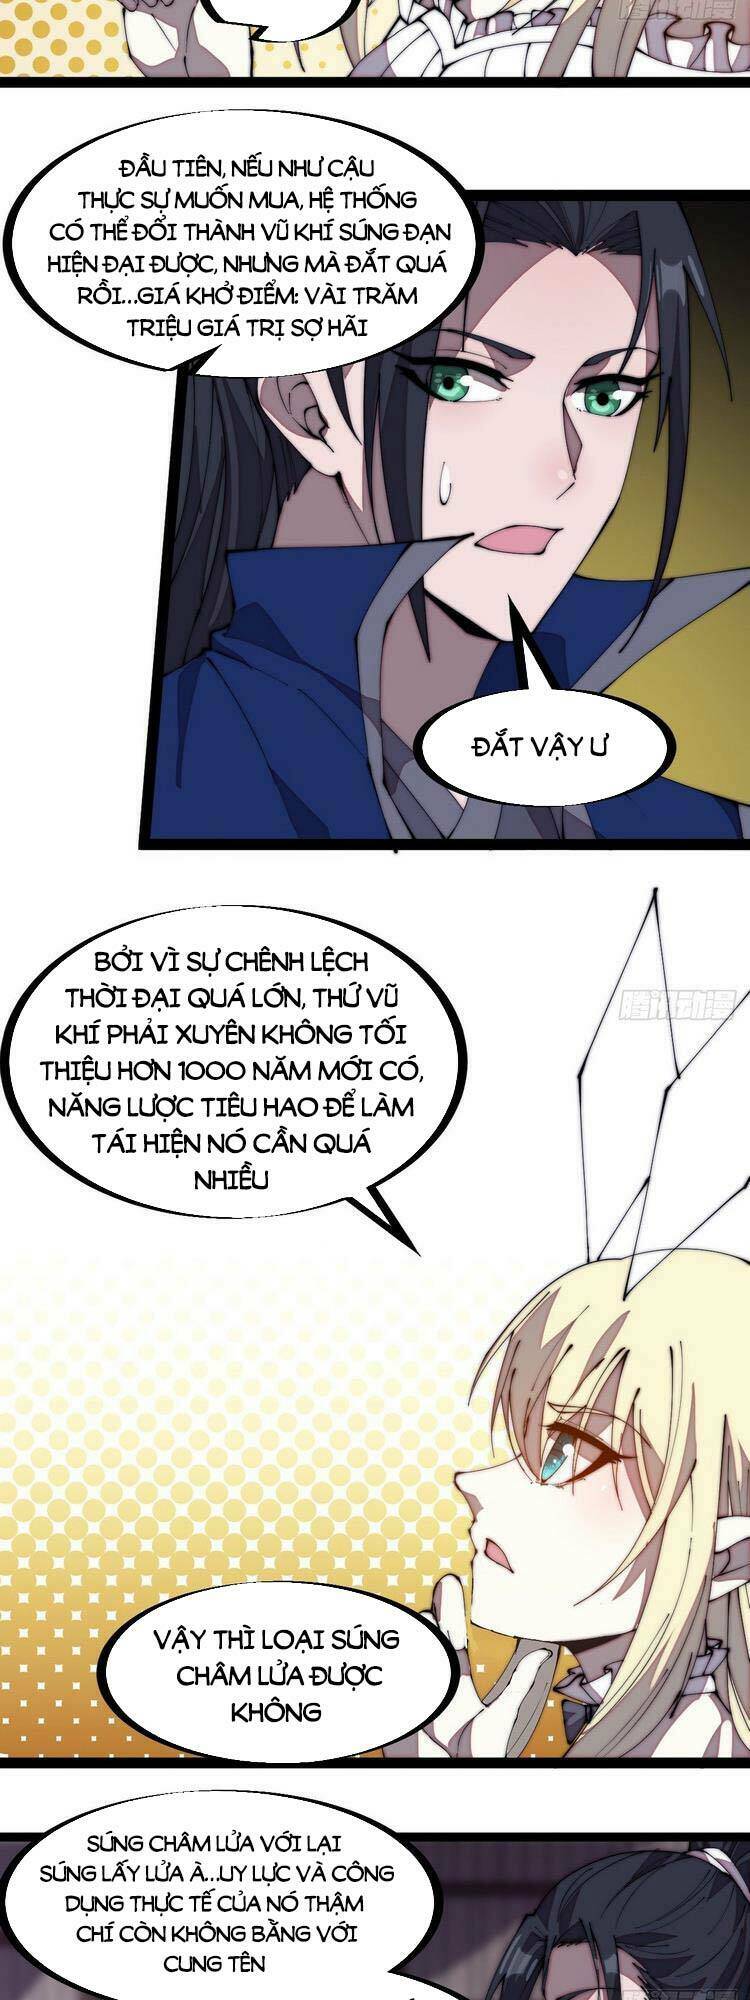 ĐẦU TIÊN, NẾU NHƯ CẬU
THỰC SỰ MUỐN MUA, HỆ THỐNG
CÓ THỂ ĐỔI THÀNH VŨ KHÍ SÚNG ĐẠN
HIỆN ĐẠI ĐƯỢC, NHƯNG MÀ ĐẮT QUÁ
RỒI...GIÁ KHỞ ĐIỂM: VÀI TRĂM
TRIỆU GIÁ TRỊ SỢ HÃI
ĐẮT VẬY Ư
BỞI VÌ SỰ CHÊNH LỆCH
THỜI ĐẠI QUÁ LỚN, THỨ VŨ
KHÍ PHẢI XUYÊN KHÔNG TỐI
THIỆU HƠN 1000 NĂM MỚI CÓ,
NĂNG LƯỢC TIÊU HAO ĐỂ LÀM
TÁI HIỆN NÓ CẦN QUÁ
NHIỀU
腾讯动漫
VẬY THÌ LOẠI SÚNG
CHÂM LỬA ĐƯỢC
KHÔNG
SÚNG CHÂM LỬA VỚI LẠI
SÚNG LẤY LỬA À...UY LỰC VÀ CÔNG
DỤNG THỰC TẾ CỦA NÓ THẬM
CHÍ CÒN KHÔNG BẰNG VỚI
CUNG TÊN